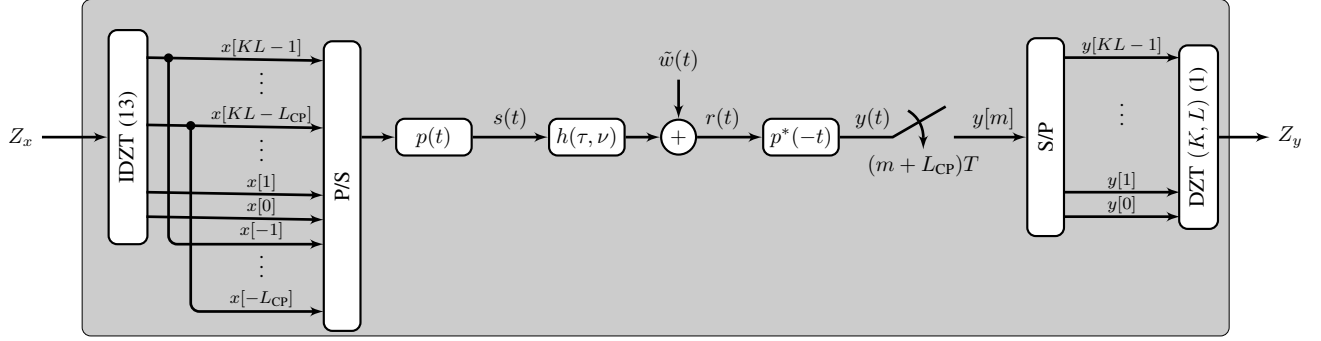 Z_x
IDZT (13)
x[KL − 1]
⋮
x[KL − L_CP]
⋮
x[1]
x[0]
x[−1]
⋮
x[−L_CP]
P/S
p(t)
s(t)
h(τ, ν)
w̃(t)
+
r(t)
p*(−t)
y(t)
(m + L_CP)T
y[m]
S/P
y[KL − 1]
⋮
y[1]
y[0]
DZT (K, L) (1)
Z_y